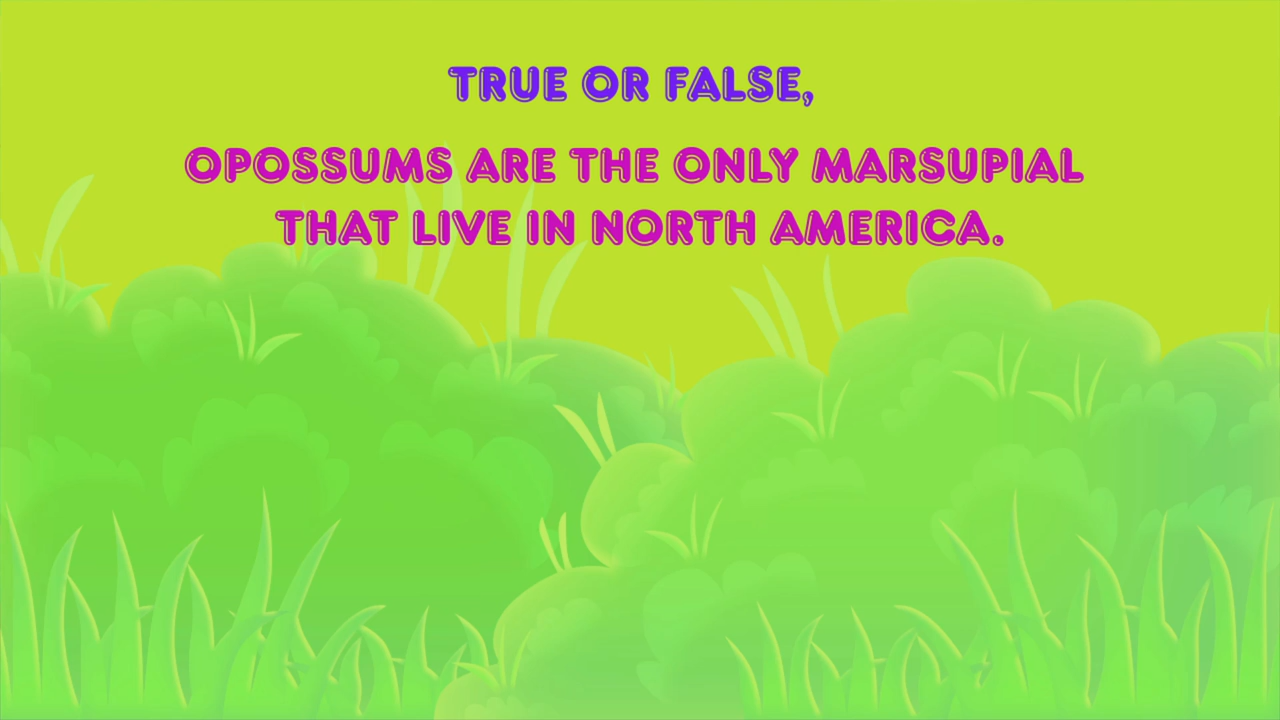 TRUE OR FALSE,
OPOSSUMS ARE THE ONLY MARSUPIAL
THAT LIVE IN NORTH AMERICA.